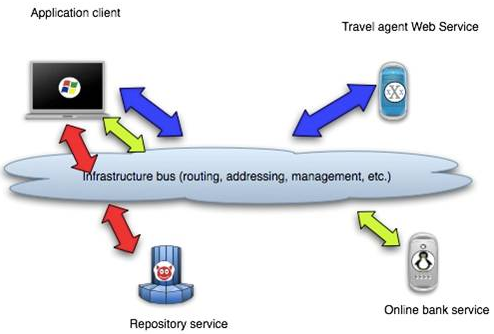 Application client
Travel agent Web Service
Infrastructure bus (routing, addressing, management, etc.)
Online bank service
Repository service